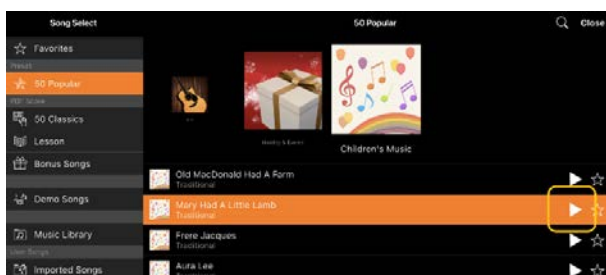 Song Select
50 Popular
Close
Favorites
Preset
50 Popular
PDF Score
50 Classics
Lesson
Bonus Songs
Demo Songs
Music Library
User Songs
Imported Songs
Children's Music
Old MacDonald Had A Farm
Traditional
Mary Had A Little Lamb
Traditional
Frere Jacques
Traditional
Aura Lee